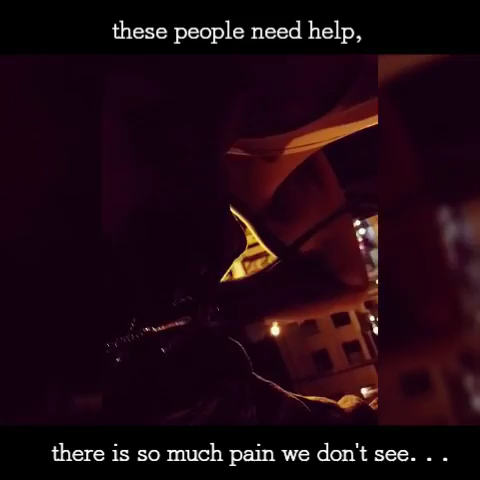 these people need help,
there is so much pain we don't see. . .